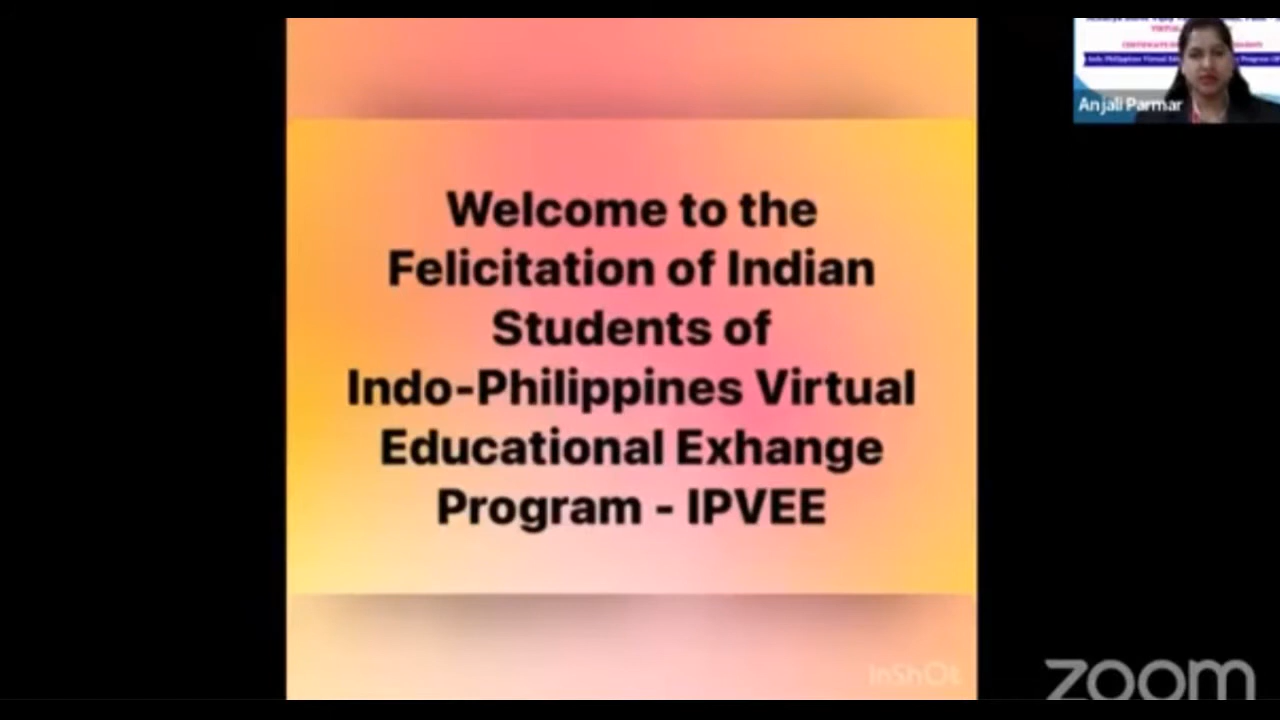 Welcome to the
Felicitation of Indian
Students of
Indo-Philippines Virtual
Educational Exhange
Program - IPVEE
Anjali Parmar
InShOt
zoom